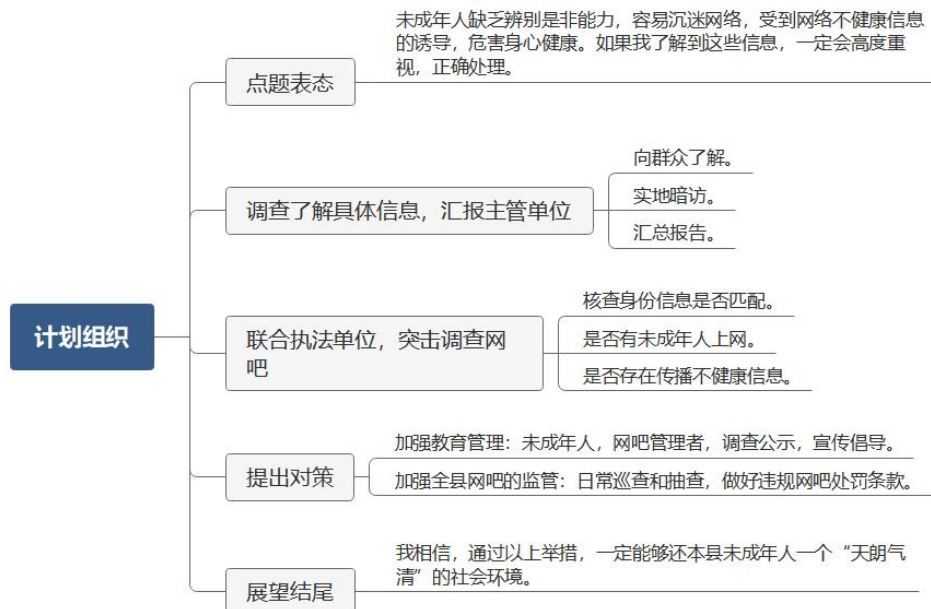 未成年人缺乏辨别是非能力，容易沉迷网络，受到网络不健康信息
的诱导，危害身心健康。如果我了解到这些信息，一定会高度重
视，正确处理。
点题表态
向群众了解。
调查了解具体信息，汇报主管单位
实地暗访。
汇总报告。
计划组织
核查身份信息是否匹配。
联合执法单位，突击调查网
吧
是否有未成年人上网。
是否存在传播不健康信息。
提出对策
加强教育管理：未成年人，网吧管理者，调查公示，宣传倡导。
加强全县网吧的监管：日常巡查和抽查，做好违规网吧处罚条款。
我相信，通过以上举措，一定能够还本县未成年人一个“天朗气
清”的社会环境。
展望结尾